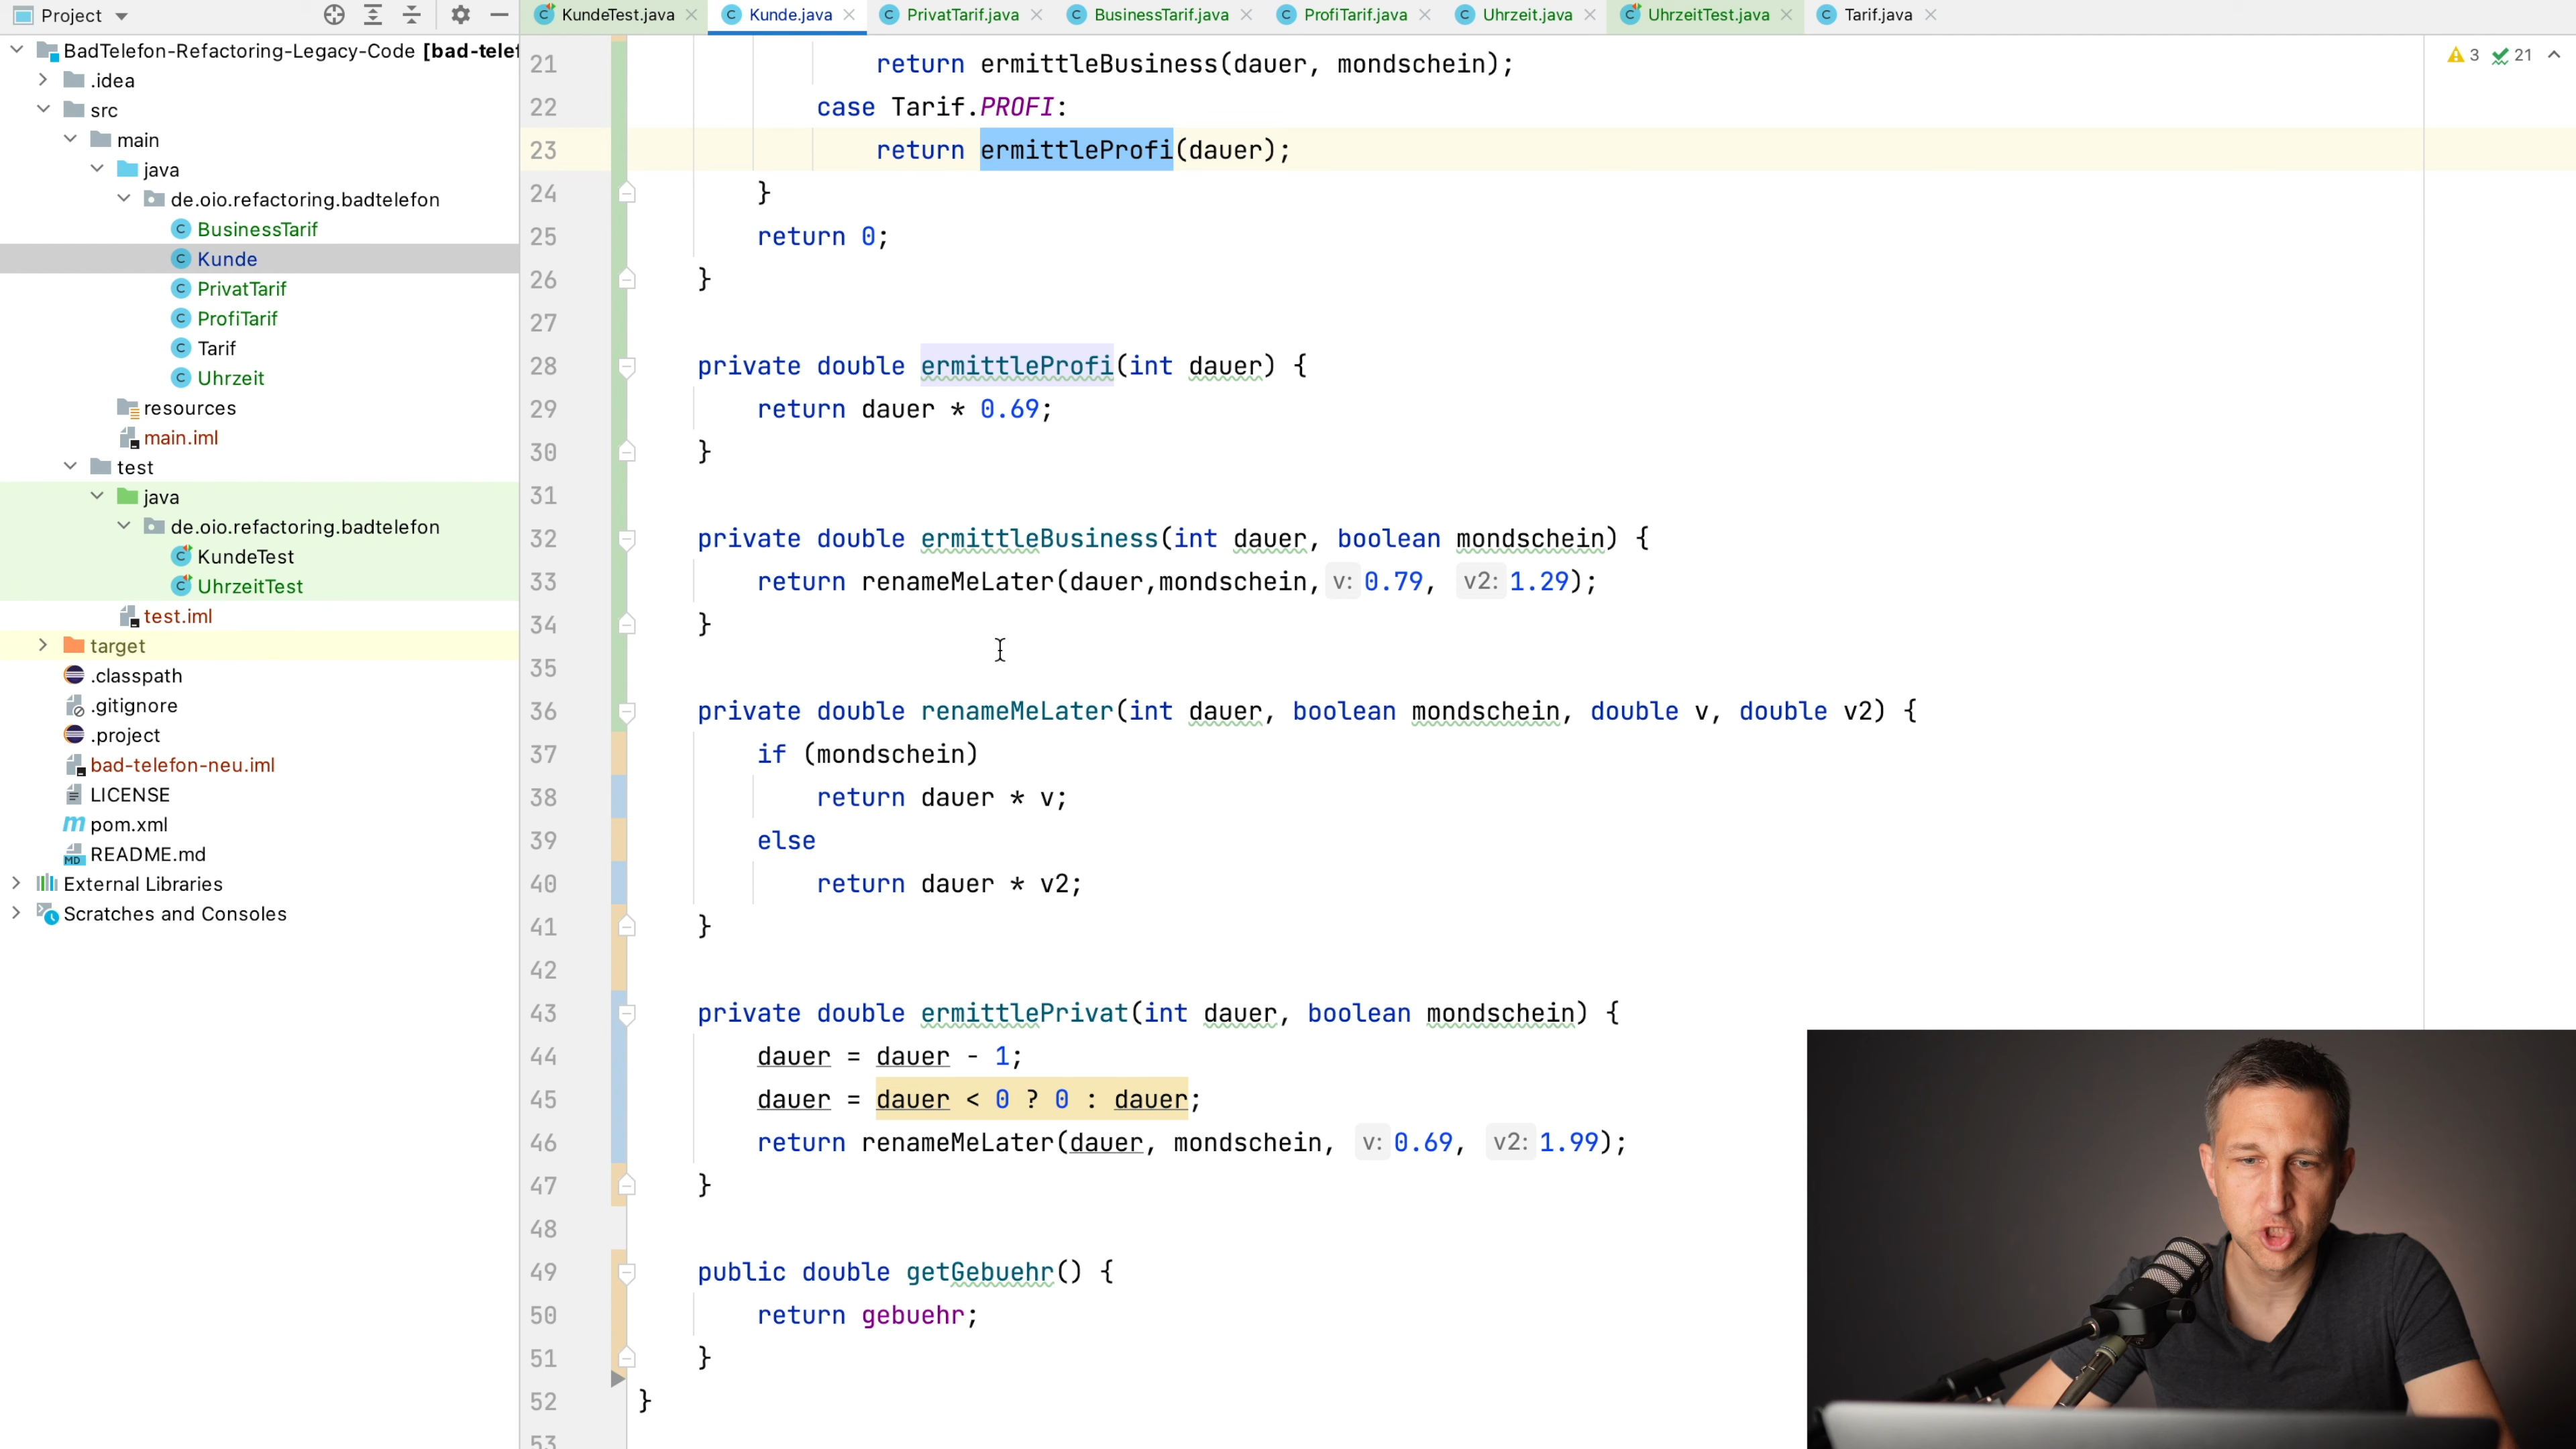 Project
KundeTest.java
Kunde.java
PrivatTarif.java
BusinessTarif.java
ProfiTarif.java
Uhrzeit.java
UhrzeitTest.java
Tarif.java
BadTelefon-Refactoring-Legacy-Code [bad-telef
.idea
src
main
java
de.oio.refactoring.badtelefon
BusinessTarif
Kunde
PrivatTarif
ProfiTarif
Tarif
Uhrzeit
resources
main.iml
test
java
de.oio.refactoring.badtelefon
KundeTest
UhrzeitTest
test.iml
target
.classpath
.gitignore
.project
bad-telefon-neu.iml
LICENSE
pom.xml
README.md
External Libraries
Scratches and Consoles
3 21
21 return ermittleBusiness(dauer, mondschein);
22 case Tarif.PROFI:
23 return ermittleProfi(dauer);
24 }
25 return 0;
26 }
27
28 private double ermittleProfi(int dauer) {
29 return dauer * 0.69;
30 }
31
32 private double ermittleBusiness(int dauer, boolean mondschein) {
33 return renameMeLater(dauer,mondschein, v: 0.79, v2: 1.29);
34 }
35
36 private double renameMeLater(int dauer, boolean mondschein, double v, double v2) {
37 if (mondschein)
38 return dauer * v;
39 else
40 return dauer * v2;
41 }
42
43 private double ermittlePrivat(int dauer, boolean mondschein) {
44 dauer = dauer - 1;
45 dauer = dauer < 0 ? 0 : dauer;
46 return renameMeLater(dauer, mondschein, v: 0.69, v2: 1.99);
47 }
48
49 public double getGebuehr() {
50 return gebuehr;
51 }
52 }
53